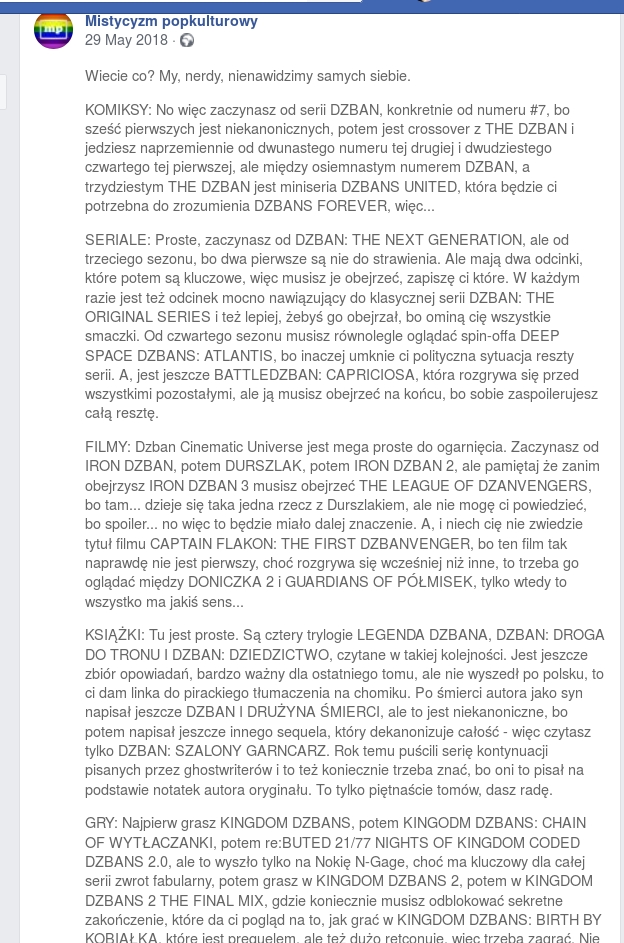 mp
Mistycyzm popkulturowy
29 May 2018 ·
Wiecie co? My, nerdy, nienawidzimy samych siebie.
KOMIKSY: No więc zaczynasz od serii DZBAN, konkretnie od numeru #7, bo
sześć pierwszych jest niekanonicznych, potem jest crossover z THE DZBAN i
jedziesz naprzemiennie od dwunastego numeru tej drugiej i dwudziestego
czwartego tej pierwszej, ale między osiemnastym numerem DZBAN, a
trzydziestym THE DZBAN jest miniseria DZBANS UNITED, która będzie ci
potrzebna do zrozumienia DZBANS FOREVER, więc...
SERIALE: Proste, zaczynasz od DZBAN: THE NEXT GENERATION, ale od
trzeciego sezonu, bo dwa pierwsze są nie do strawienia. Ale mają dwa odcinki,
które potem są kluczowe, więc musisz je obejrzeć, zapiszę ci które. W każdym
razie jest też odcinek mocno nawiązujący do klasycznej serii DZBAN: THE
ORIGINAL SERIES i też lepiej, żebyś go obejrzał, bo ominą cię wszystkie
smaczki. Od czwartego sezonu musisz równolegle oglądać spin-offa DEEP
SPACE DZBANS: ATLANTIS, bo inaczej umknie ci polityczna sytuacja reszty
serii. A, jest jeszcze BATTLEDZBAN: CAPRICIOSA, która rozgrywa się przed
wszystkimi pozostałymi, ale ją musisz obejrzeć na końcu, bo sobie zaspoilerujesz
całą resztę.
FILMY: Dzban Cinematic Universe jest mega proste do ogarnięcia. Zaczynasz od
IRON DZBAN, potem DURSZLAK, potem IRON DZBAN 2, ale pamiętaj że zanim
obejrzysz IRON DZBAN 3 musisz obejrzeć THE LEAGUE OF DZANVENGERS,
bo tam... dzieje się taka jedna rzecz z Durszlakiem, ale nie mogę ci powiedzieć,
bo spoiler... no więc to będzie miało dalej znaczenie. A, i niech cię nie zwiedzie
tytuł filmu CAPTAIN FLAKON: THE FIRST DZBANVENGER, bo ten film tak
naprawdę nie jest pierwszy, choć rozgrywa się wcześniej niż inne, to trzeba go
oglądać między DONICZKA 2 i GUARDIANS OF PÓŁMISEK, tylko wtedy to
wszystko ma jakiś sens...
KSIĄŻKI: Tu jest proste. Są cztery trylogie LEGENDA DZBANA, DZBAN: DROGA
DO TRONU I DZBAN: DZIEDZICTWO, czytane w takiej kolejności. Jest jeszcze
zbiór opowiadań, bardzo ważny dla ostatniego tomu, ale nie wyszedł po polsku, to
ci dam linka do pirackiego tłumaczenia na chomiku. Po śmierci autora jako syn
napisał jeszcze DZBAN I DRUŻYNA ŚMIERCI, ale to jest niekanoniczne, bo
potem napisał jeszcze innego sequela, który dekanonizuje całość - więc czytasz
tylko DZBAN: SZALONY GARNCARZ. Rok temu puścili serię kontynuacji
pisanych przez ghostwriterów i to też koniecznie trzeba znać, bo oni to pisał na
podstawie notatek autora oryginału. To tylko piętnaście tomów, dasz radę.
GRY: Najpierw grasz KINGDOM DZBANS, potem KINGODM DZBANS: CHAIN
OF WYTŁACZANKI, potem re:BUTED 21/77 NIGHTS OF KINGDOM CODED
DZBANS 2.0, ale to wyszło tylko na Nokię N-Gage, choć ma kluczowy dla całej
serii zwrot fabularny, potem grasz w KINGDOM DZBANS 2, potem w KINGDOM
DZBANS 2 THE FINAL MIX, gdzie koniecznie musisz odblokować sekretne
zakończenie, które da ci pogląd na to, jak grać w KINGDOM DZBANS: BIRTH BY
KOBIAŁKA, które jest prequelem, ale też dużo retconuje, więc trzeba zagrać. Nie